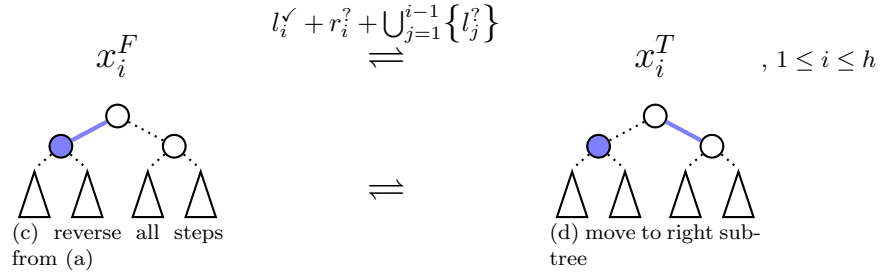 l_i^✓ + r_i^? + ⋃_{j=1}^{i−1} {l_j^?}
x_i^F ⇌ x_i^T , 1 ≤ i ≤ h
⇌
(c) reverse all steps
from (a)
(d) move to right sub-
tree